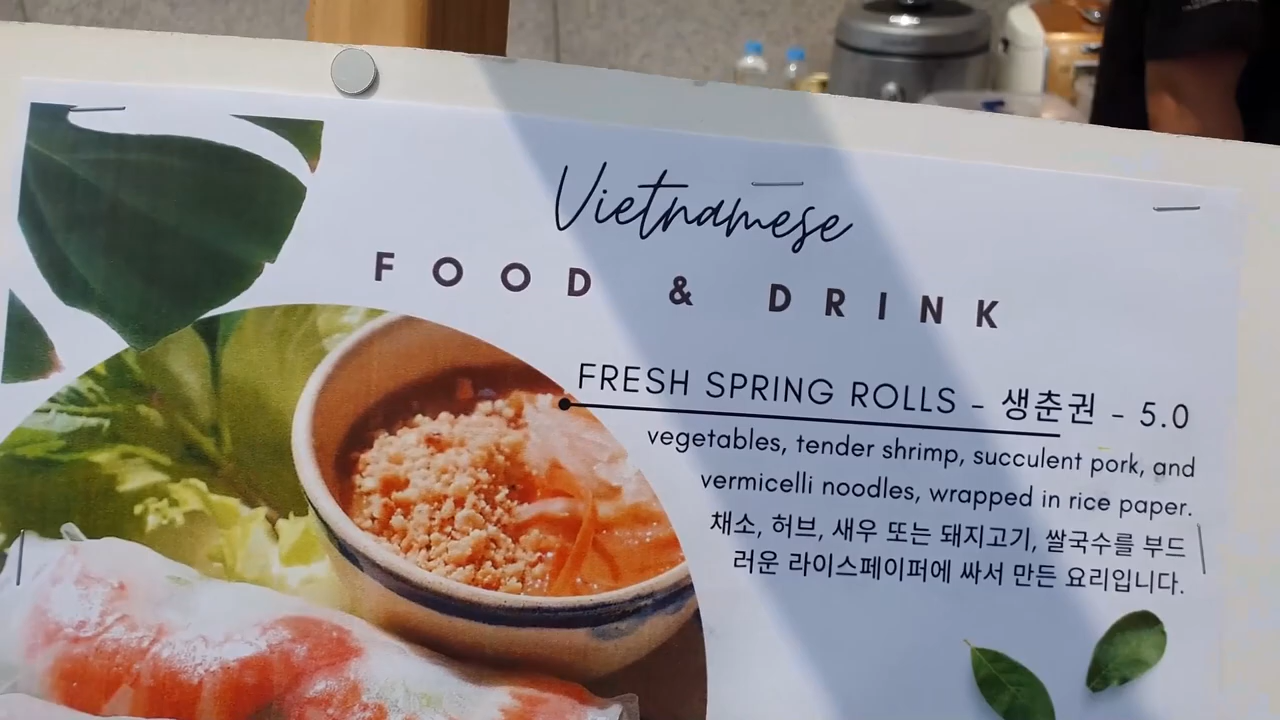 Vietnamese
FOOD & DRINK
FRESH SPRING ROLLS - 생춘권 - 5.0
vegetables, tender shrimp, succulent pork, and
vermicelli noodles, wrapped in rice paper.
채소, 허브, 새우 또는 돼지고기, 쌀국수를 부드
러운 라이스페이퍼에 싸서 만든 요리입니다.